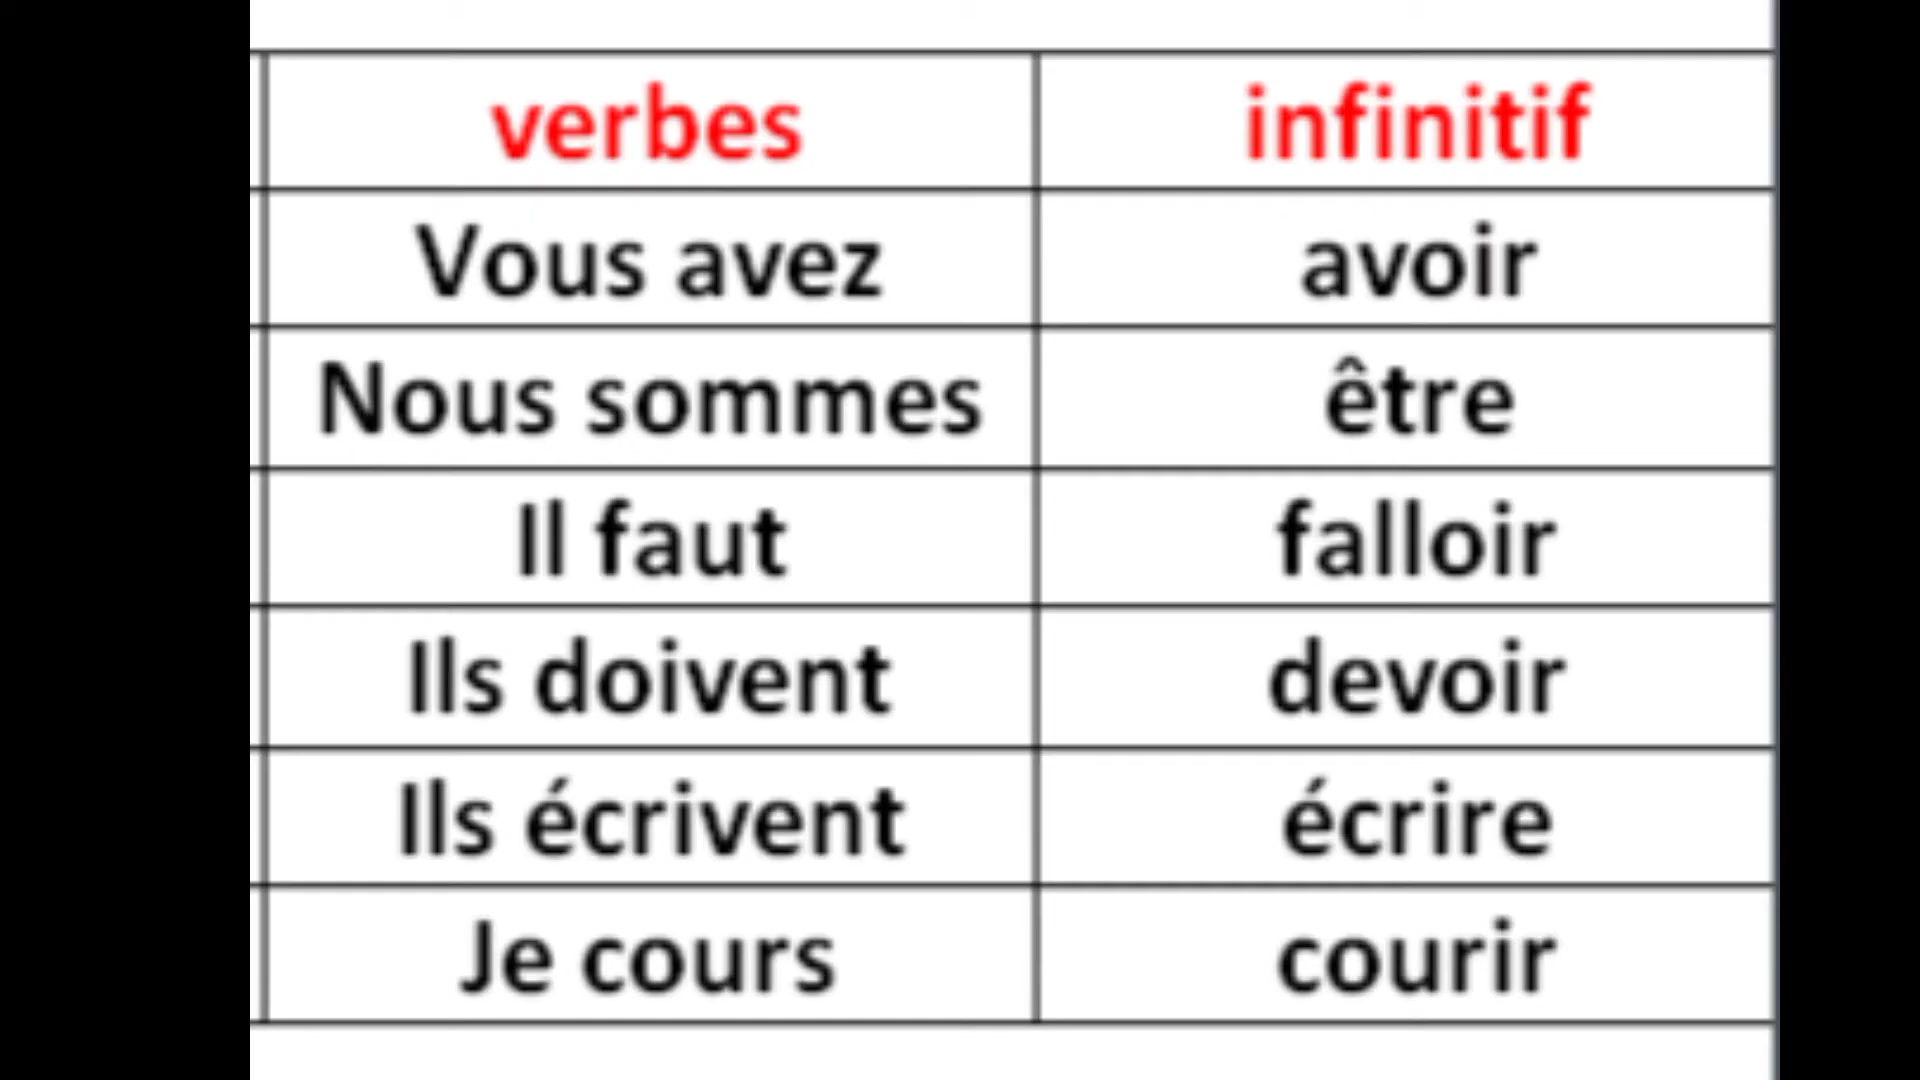 verbes infinitif
Vous avez avoir
Nous sommes être
Il faut falloir
Ils doivent devoir
Ils écrivent écrire
Je cours courir